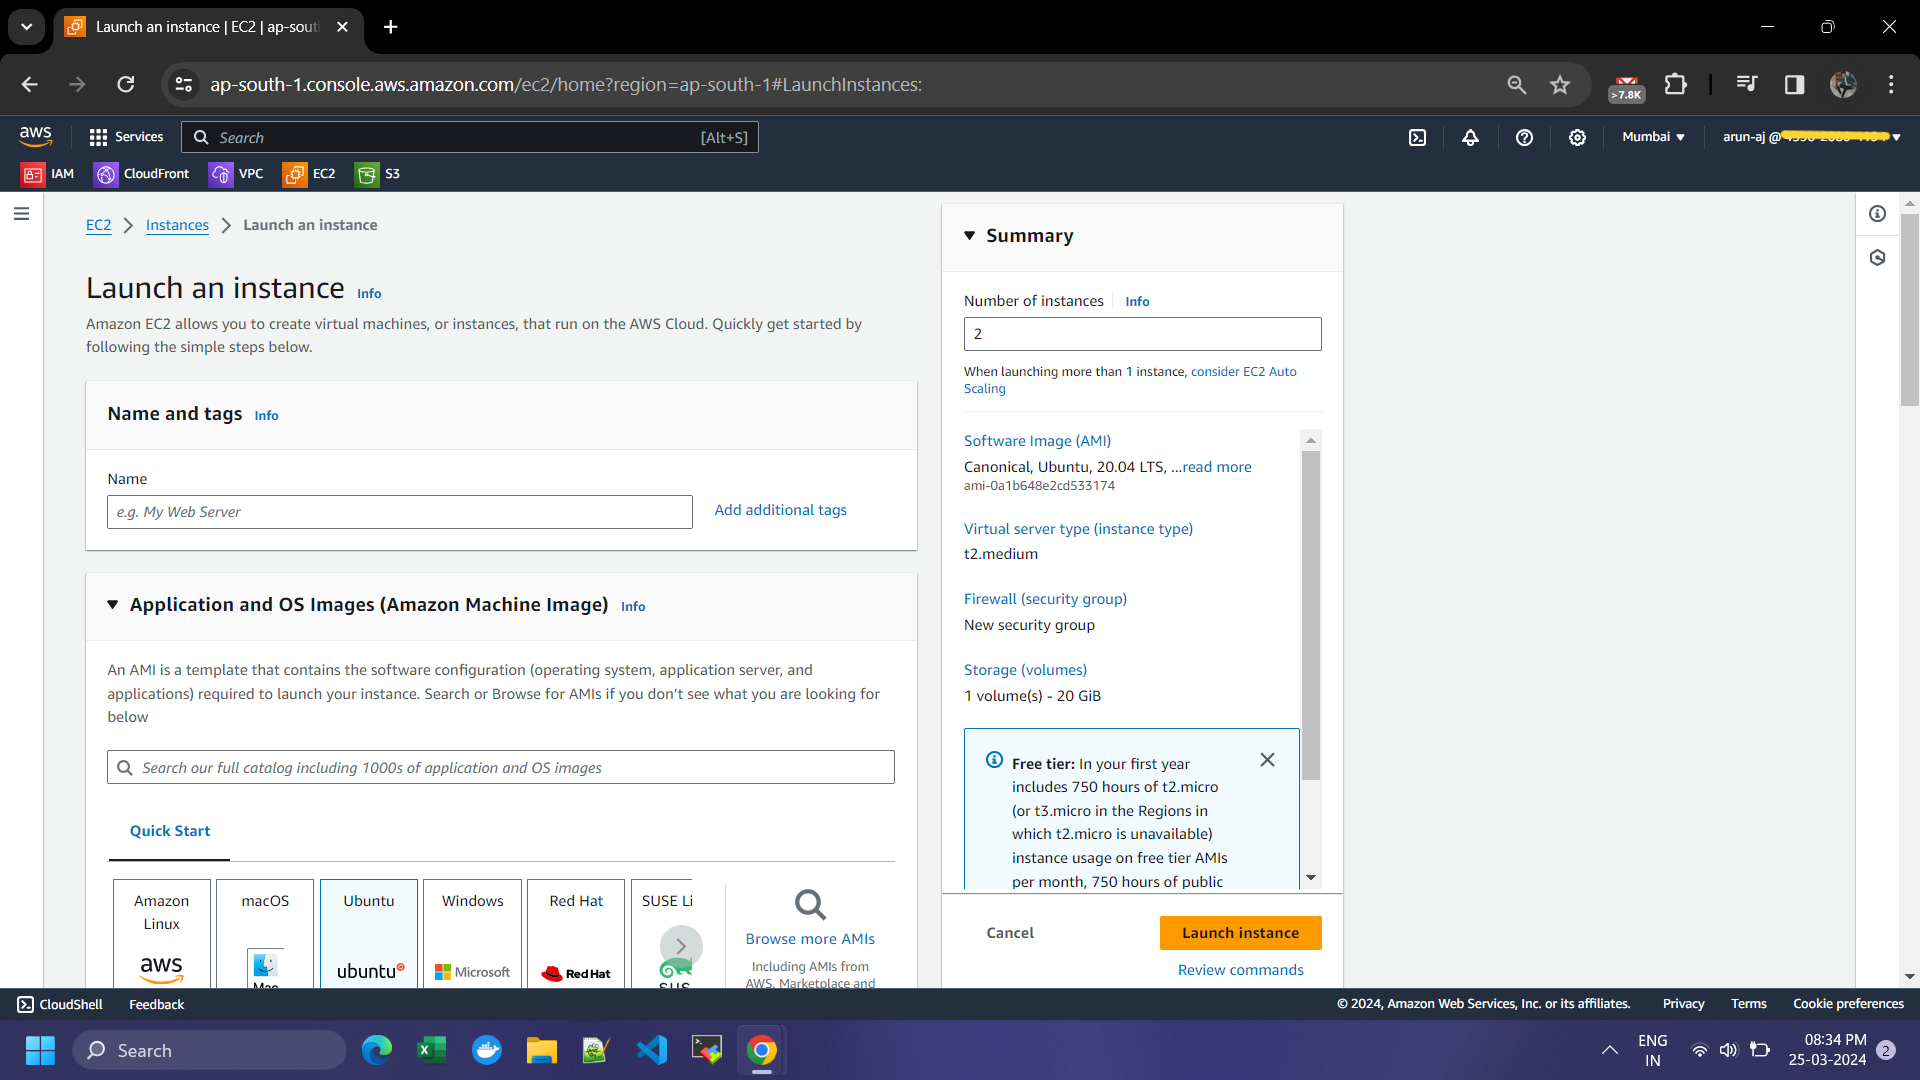 Launch an instance | EC2 | ap-sout
ap-south-1.console.aws.amazon.com/ec2/home?region=ap-south-1#LaunchInstances:
>7.8K
aws
Services
Search
[Alt+S]
Mumbai
arun-aj @
IAM
CloudFront
VPC
EC2
S3
EC2
Instances
Launch an instance
Launch an instance Info
Amazon EC2 allows you to create virtual machines, or instances, that run on the AWS Cloud. Quickly get started by
following the simple steps below.
Name and tags Info
Name
e.g. My Web Server
Add additional tags
Application and OS Images (Amazon Machine Image) Info
An AMI is a template that contains the software configuration (operating system, application server, and
applications) required to launch your instance. Search or Browse for AMIs if you don’t see what you are looking for
below
Search our full catalog including 1000s of application and OS images
Quick Start
Amazon
Linux
aws
macOS
Mac
Ubuntu
ubuntu
Windows
Microsoft
Red Hat
RedHat
SUSE Li
SUS
Browse more AMIs
Including AMIs from
AWS, Marketplace and
Summary
Number of instances Info
2
When launching more than 1 instance, consider EC2 Auto
Scaling
Software Image (AMI)
Canonical, Ubuntu, 20.04 LTS, ...read more
ami-0a1b648e2cd533174
Virtual server type (instance type)
t2.medium
Firewall (security group)
New security group
Storage (volumes)
1 volume(s) - 20 GiB
Free tier: In your first year
includes 750 hours of t2.micro
(or t3.micro in the Regions in
which t2.micro is unavailable)
instance usage on free tier AMIs
per month, 750 hours of public
Cancel
Launch instance
Review commands
CloudShell
Feedback
© 2024, Amazon Web Services, Inc. or its affiliates.
Privacy
Terms
Cookie preferences
Search
ENG
IN
08:34 PM
25-03-2024
2